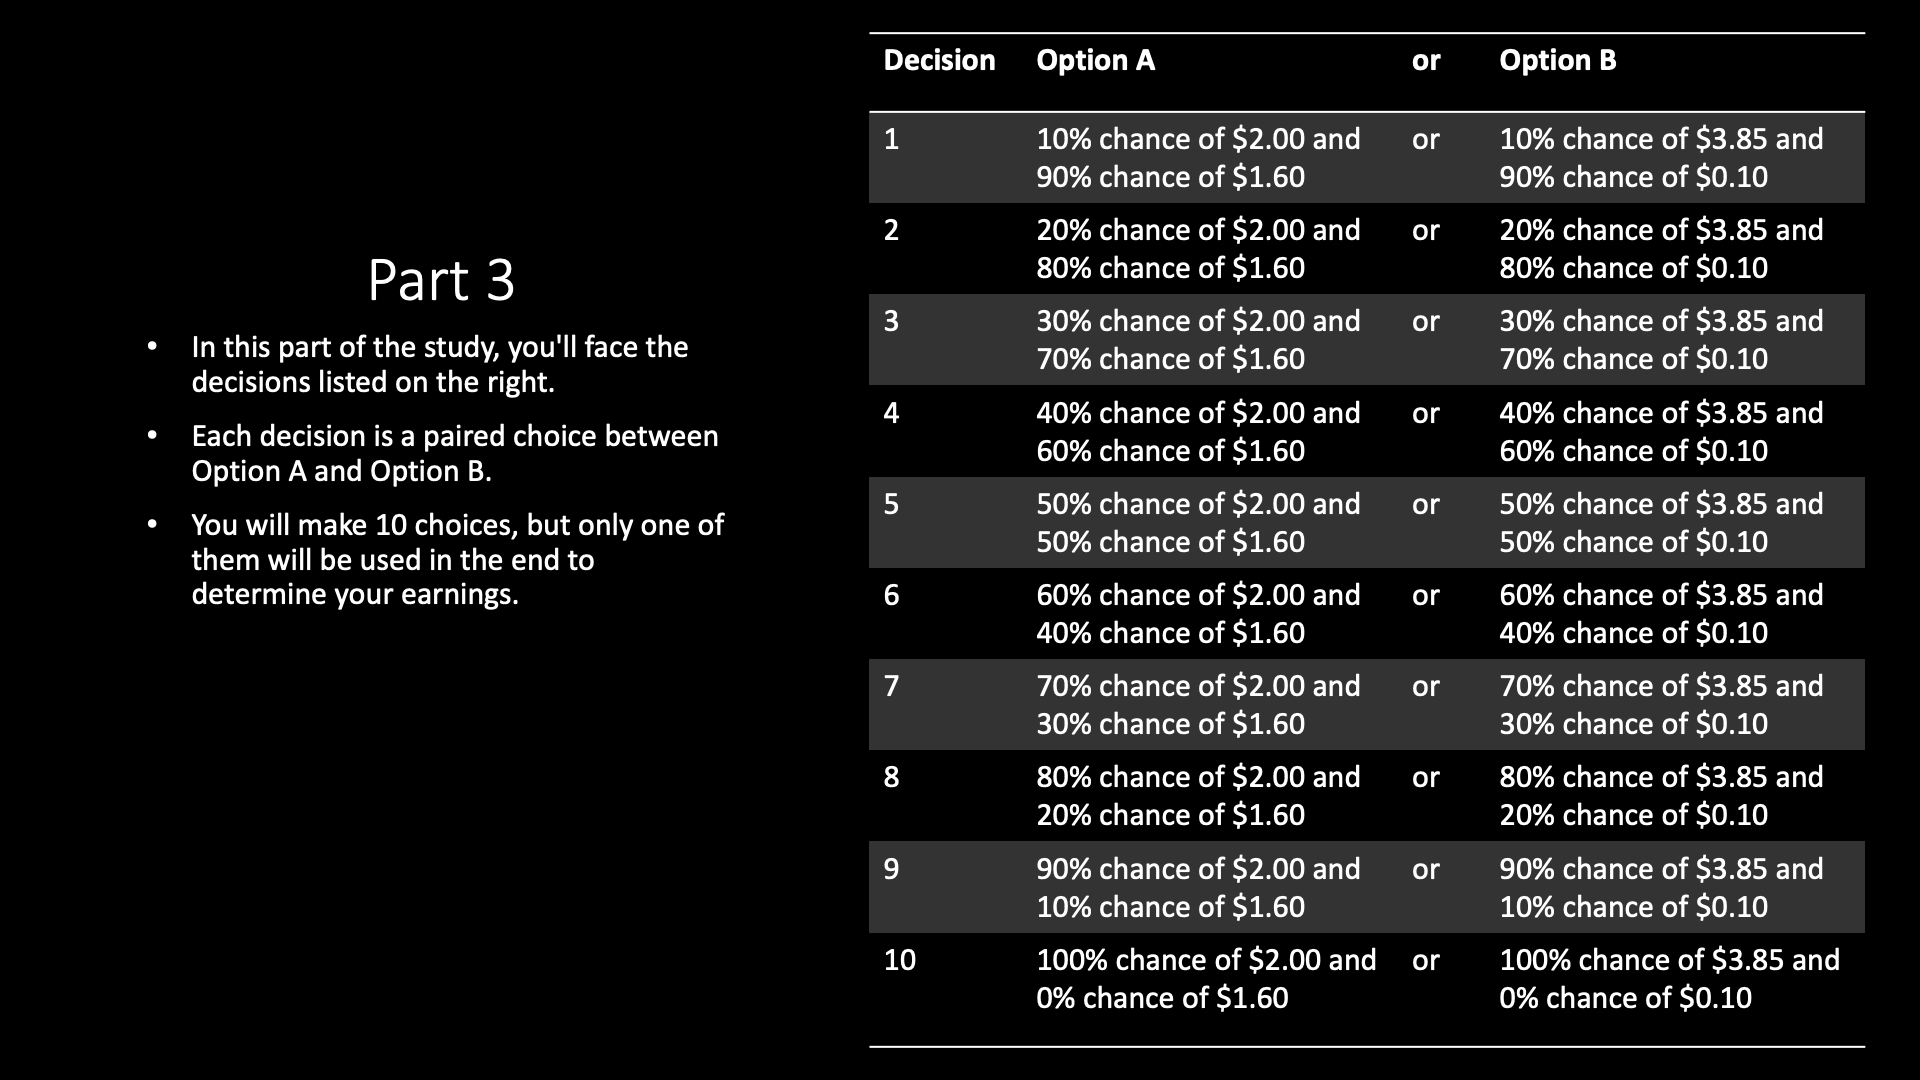 Part 3
• In this part of the study, you'll face the
decisions listed on the right.
• Each decision is a paired choice between
Option A and Option B.
• You will make 10 choices, but only one of
them will be used in the end to
determine your earnings.
Decision Option A or Option B
1 10% chance of $2.00 and or 10% chance of $3.85 and
90% chance of $1.60 90% chance of $0.10
2 20% chance of $2.00 and or 20% chance of $3.85 and
80% chance of $1.60 80% chance of $0.10
3 30% chance of $2.00 and or 30% chance of $3.85 and
70% chance of $1.60 70% chance of $0.10
4 40% chance of $2.00 and or 40% chance of $3.85 and
60% chance of $1.60 60% chance of $0.10
5 50% chance of $2.00 and or 50% chance of $3.85 and
50% chance of $1.60 50% chance of $0.10
6 60% chance of $2.00 and or 60% chance of $3.85 and
40% chance of $1.60 40% chance of $0.10
7 70% chance of $2.00 and or 70% chance of $3.85 and
30% chance of $1.60 30% chance of $0.10
8 80% chance of $2.00 and or 80% chance of $3.85 and
20% chance of $1.60 20% chance of $0.10
9 90% chance of $2.00 and or 90% chance of $3.85 and
10% chance of $1.60 10% chance of $0.10
10 100% chance of $2.00 and or 100% chance of $3.85 and
0% chance of $1.60 0% chance of $0.10